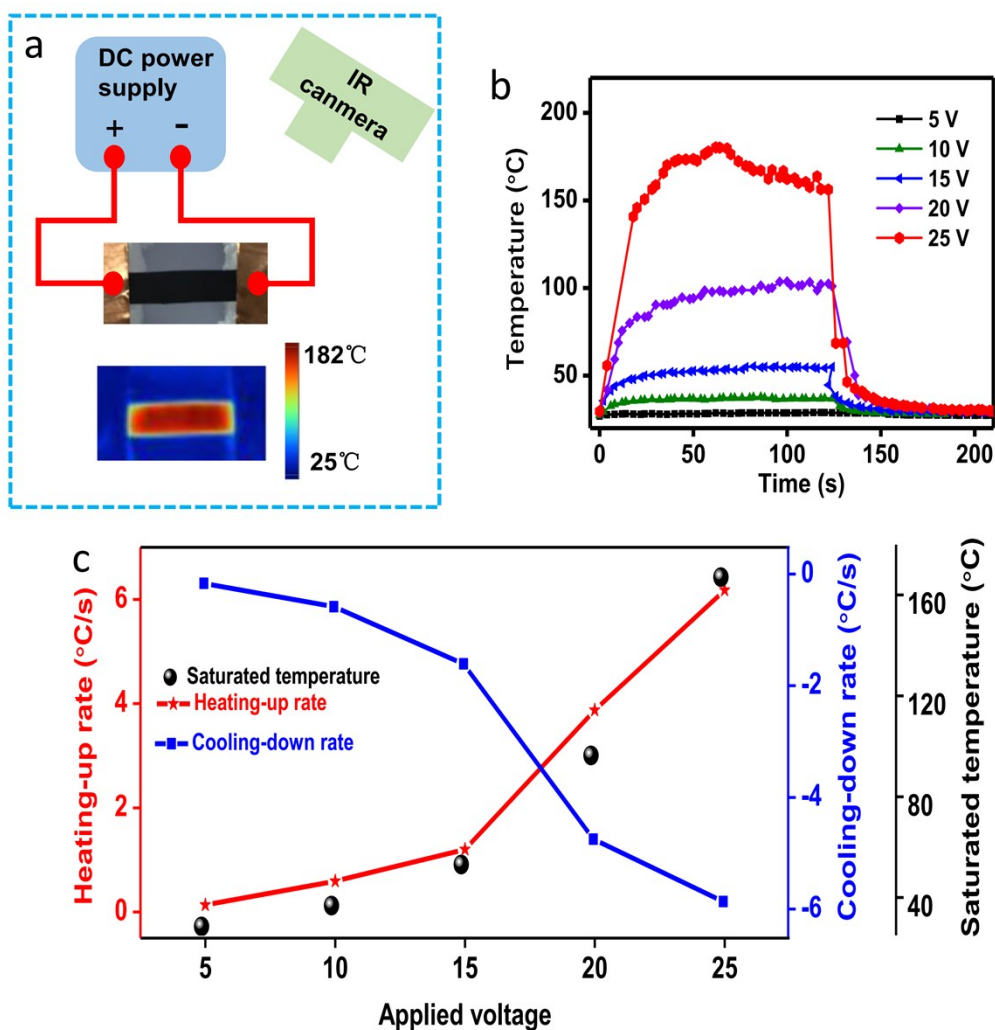 a
DC power
supply
+ -
IR
canmera
182℃
25℃
b
Temperature (°C)
200
150
100
50
0 50 100 150 200
Time (s)
5 V
10 V
15 V
20 V
25 V
c
Heating-up rate (°C/s)
6
4
2
0
Saturated temperature
Heating-up rate
Cooling-down rate
0
-2
-4
-6
Cooling-down rate (°C/s)
160
120
80
40
Saturated temperature (°C)
5 10 15 20 25
Applied voltage